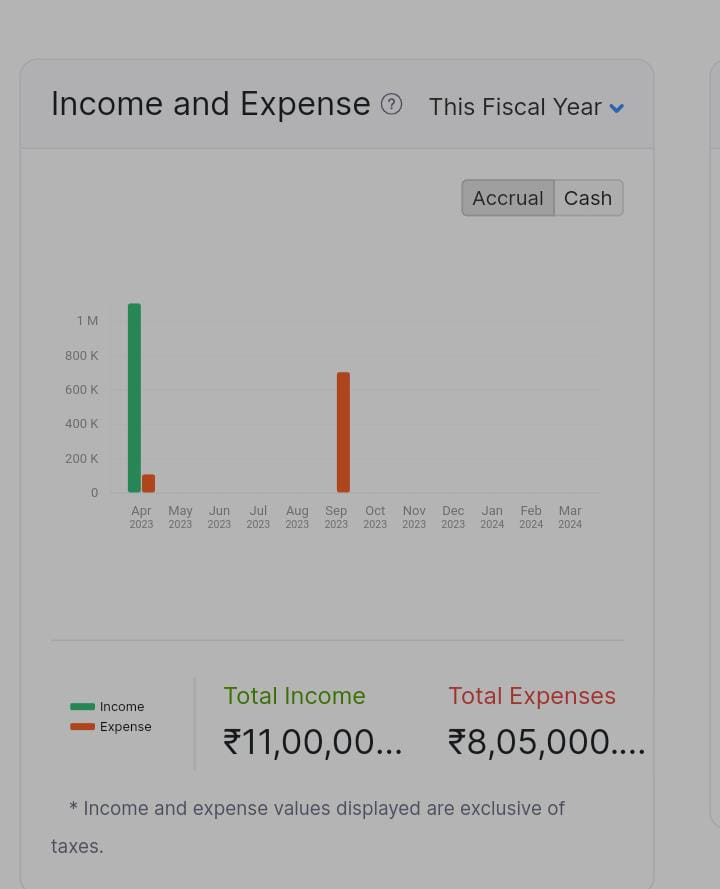 Income and Expense ? This Fiscal Year
Accrual Cash
1 M
800 K
600 K
400 K
200 K
0
Apr May Jun Jul Aug Sep Oct Nov Dec Jan Feb Mar
2023 2023 2023 2023 2023 2023 2023 2023 2023 2024 2024 2024
Total Income Total Expenses
Income
Expense
₹11,00,00... ₹8,05,000....
* Income and expense values displayed are exclusive of
taxes.